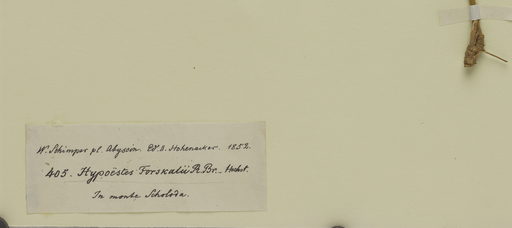 W. Schimper pl. Abyssin. Ed. R. Hohenacker. 1852.
405. Hypoëstes Forskalii R. Br. – Hochst.
In monte Scholoda.